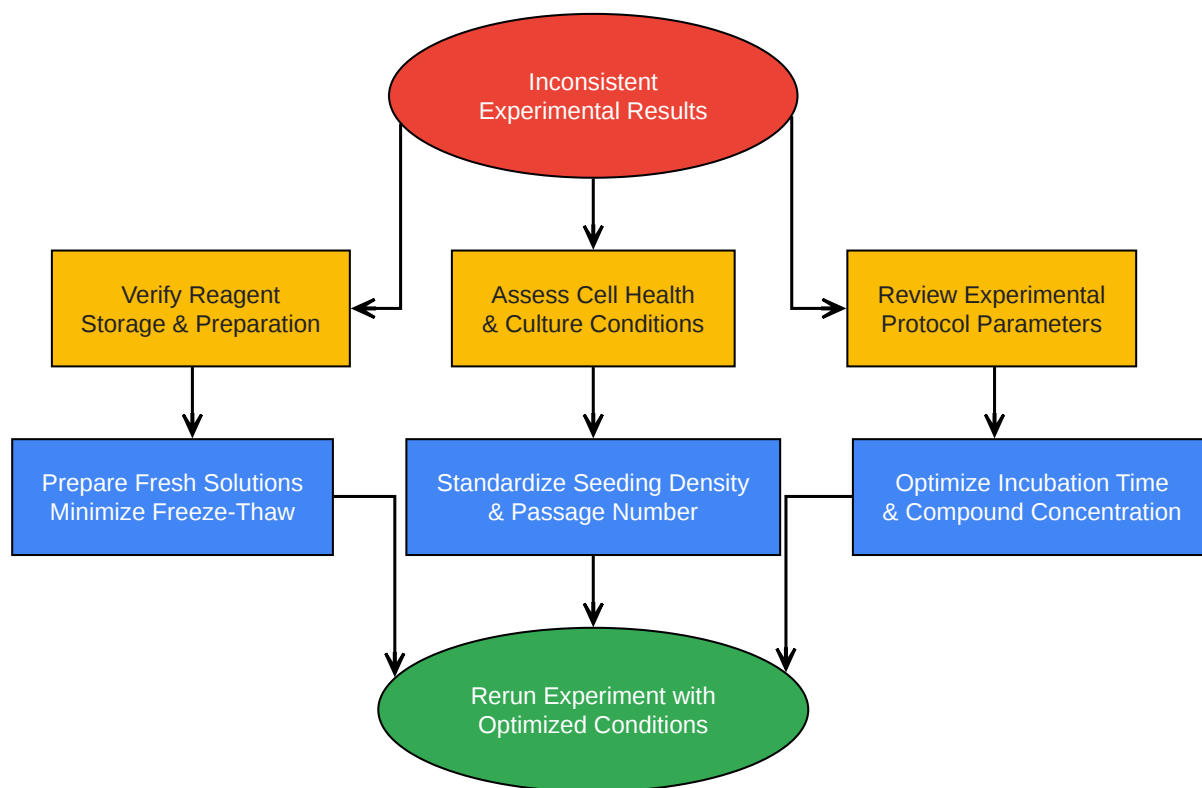 Inconsistent
Experimental Results
Verify Reagent
Storage & Preparation
Assess Cell Health
& Culture Conditions
Review Experimental
Protocol Parameters
Prepare Fresh Solutions
Minimize Freeze-Thaw
Standardize Seeding Density
& Passage Number
Optimize Incubation Time
& Compound Concentration
Rerun Experiment with
Optimized Conditions